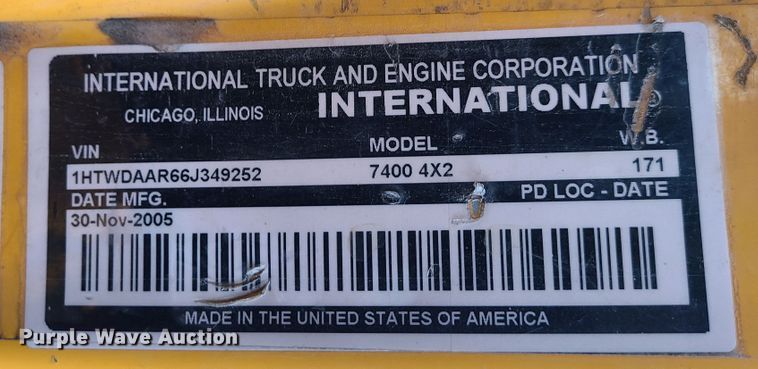 INTERNATIONAL TRUCK AND ENGINE CORPORATION
CHICAGO, ILLINOIS INTERNATIONAL®
VIN MODEL W.B.
1HTWDAAR66J349252 7400 4X2 171
DATE MFG. PD LOC - DATE
30-Nov-2005
MADE IN THE UNITED STATES OF AMERICA
Purple Wave Auction